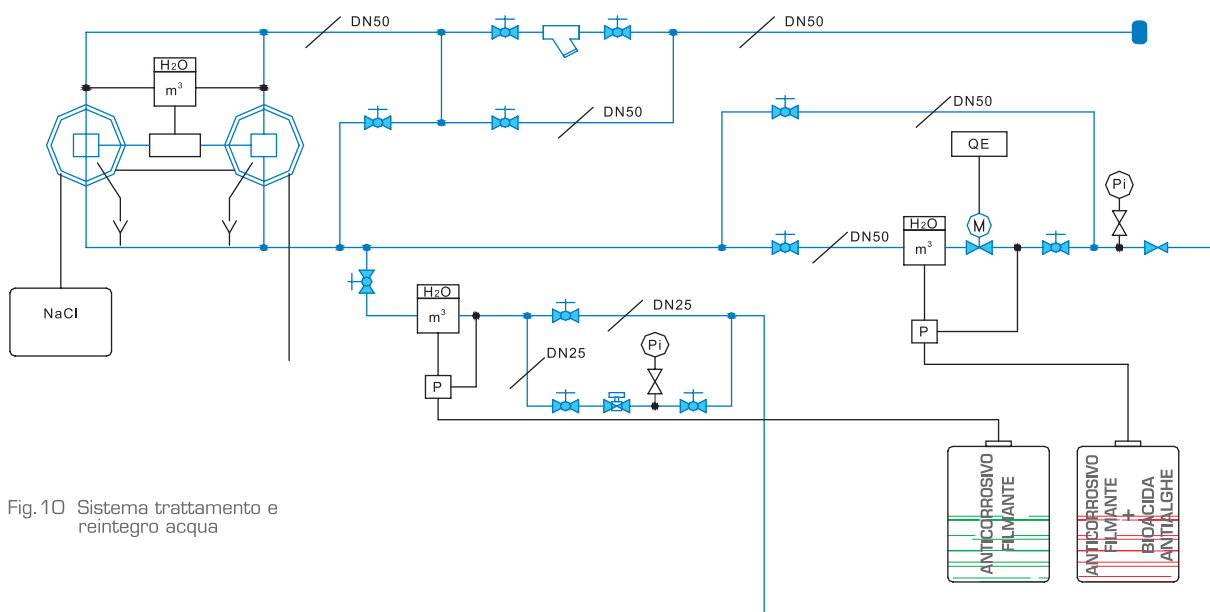 DN50
DN50
H2O
m³
DN50
DN50
QE
Pi
M
DN50
H2O
m³
NaCl
H2O
m³
DN25
P
Pi
DN25
P
ANTICORROSIVO
FILMANTE
ANTICORROSIVO
FILMANTE
+
BIOACIDA
ANTIALGHE
Fig.10 Sistema trattamento e
reintegro acqua